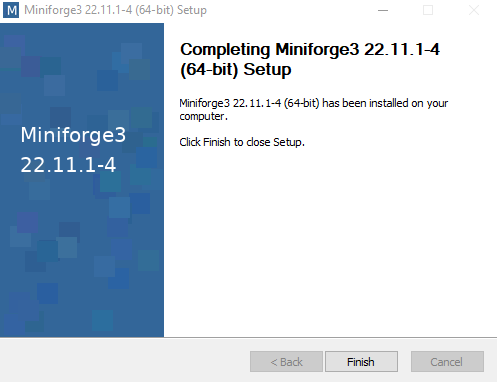 M Miniforge3 22.11.1-4 (64-bit) Setup
Completing Miniforge3 22.11.1-4
(64-bit) Setup
Miniforge3 22.11.1-4 (64-bit) has been installed on your
computer.
Click Finish to close Setup.
Miniforge3
22.11.1-4
< Back Finish Cancel